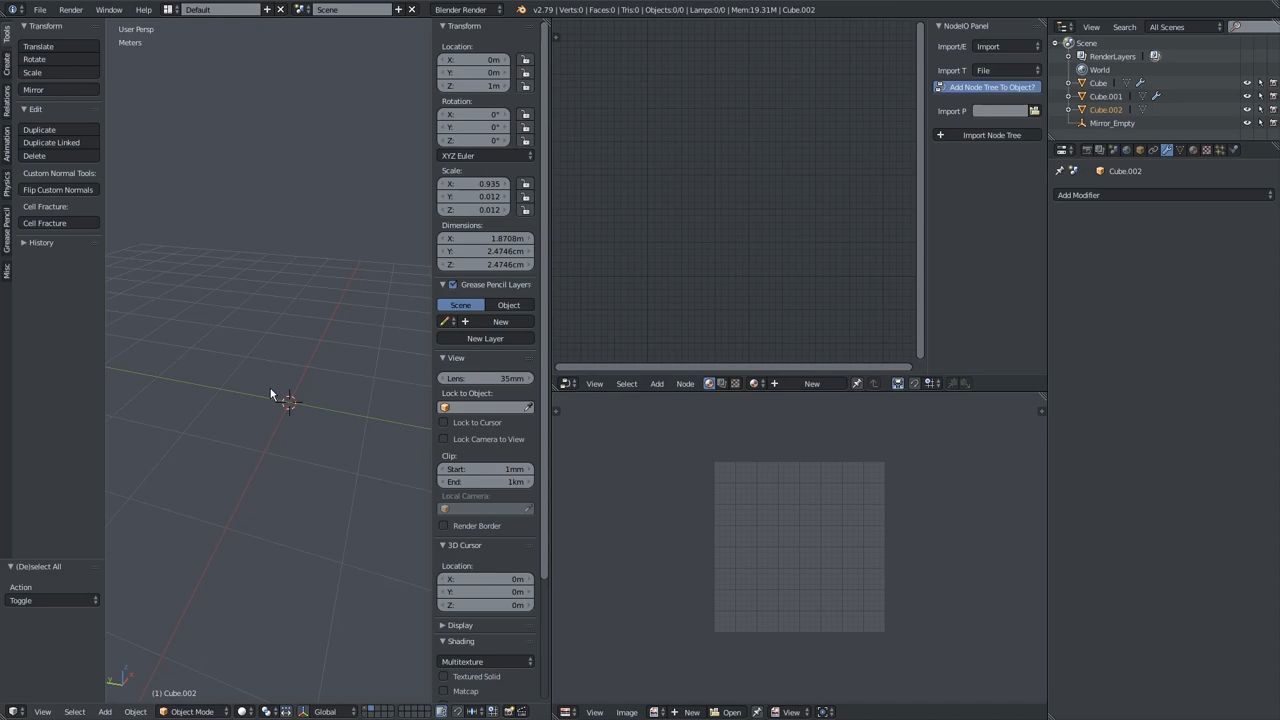 File Render Window Help Default Scene Blender Render v2.79 | Verts:0 | Faces:0 | Tris:0 | Objects:0/0 | Lamps:0/0 | Mem:19.31M | Cube.002
Tools
Create
Relations
Animation
Physics
Grease Pencil
Misc
Transform
Translate
Rotate
Scale
Mirror
Edit
Duplicate
Duplicate Linked
Delete
Custom Normal Tools:
Flip Custom Normals
Cell Fracture:
Cell Fracture
History
(De)select All
Action
Toggle
User Persp
Meters
(1) Cube.002
Transform
Location:
X: 0m
Y: 0m
Z: 1m
Rotation:
X: 0°
Y: 0°
Z: 0°
XYZ Euler
Scale:
X: 0.935
Y: 0.012
Z: 0.012
Dimensions:
X: 1.8708m
Y: 2.4746cm
Z: 2.4746cm
Grease Pencil Layers
Scene Object
New
New Layer
View
Lens: 35mm
Lock to Object:
Lock to Cursor
Lock Camera to View
Clip:
Start: 1mm
End: 1km
Local Camera:
Render Border
3D Cursor
Location:
X: 0m
Y: 0m
Z: 0m
Display
Shading
Multitexture
Textured Solid
Matcap
View Select Add Object Object Mode Global
NodeIO Panel
Import/E Import
Import T File
Add Node Tree To Object?
Import P
Import Node Tree
View Select Add Node New
View Image New Open View
View Search All Scenes
Scene
RenderLayers
World
Cube
Cube.001
Cube.002
Mirror_Empty
Cube.002
Add Modifier